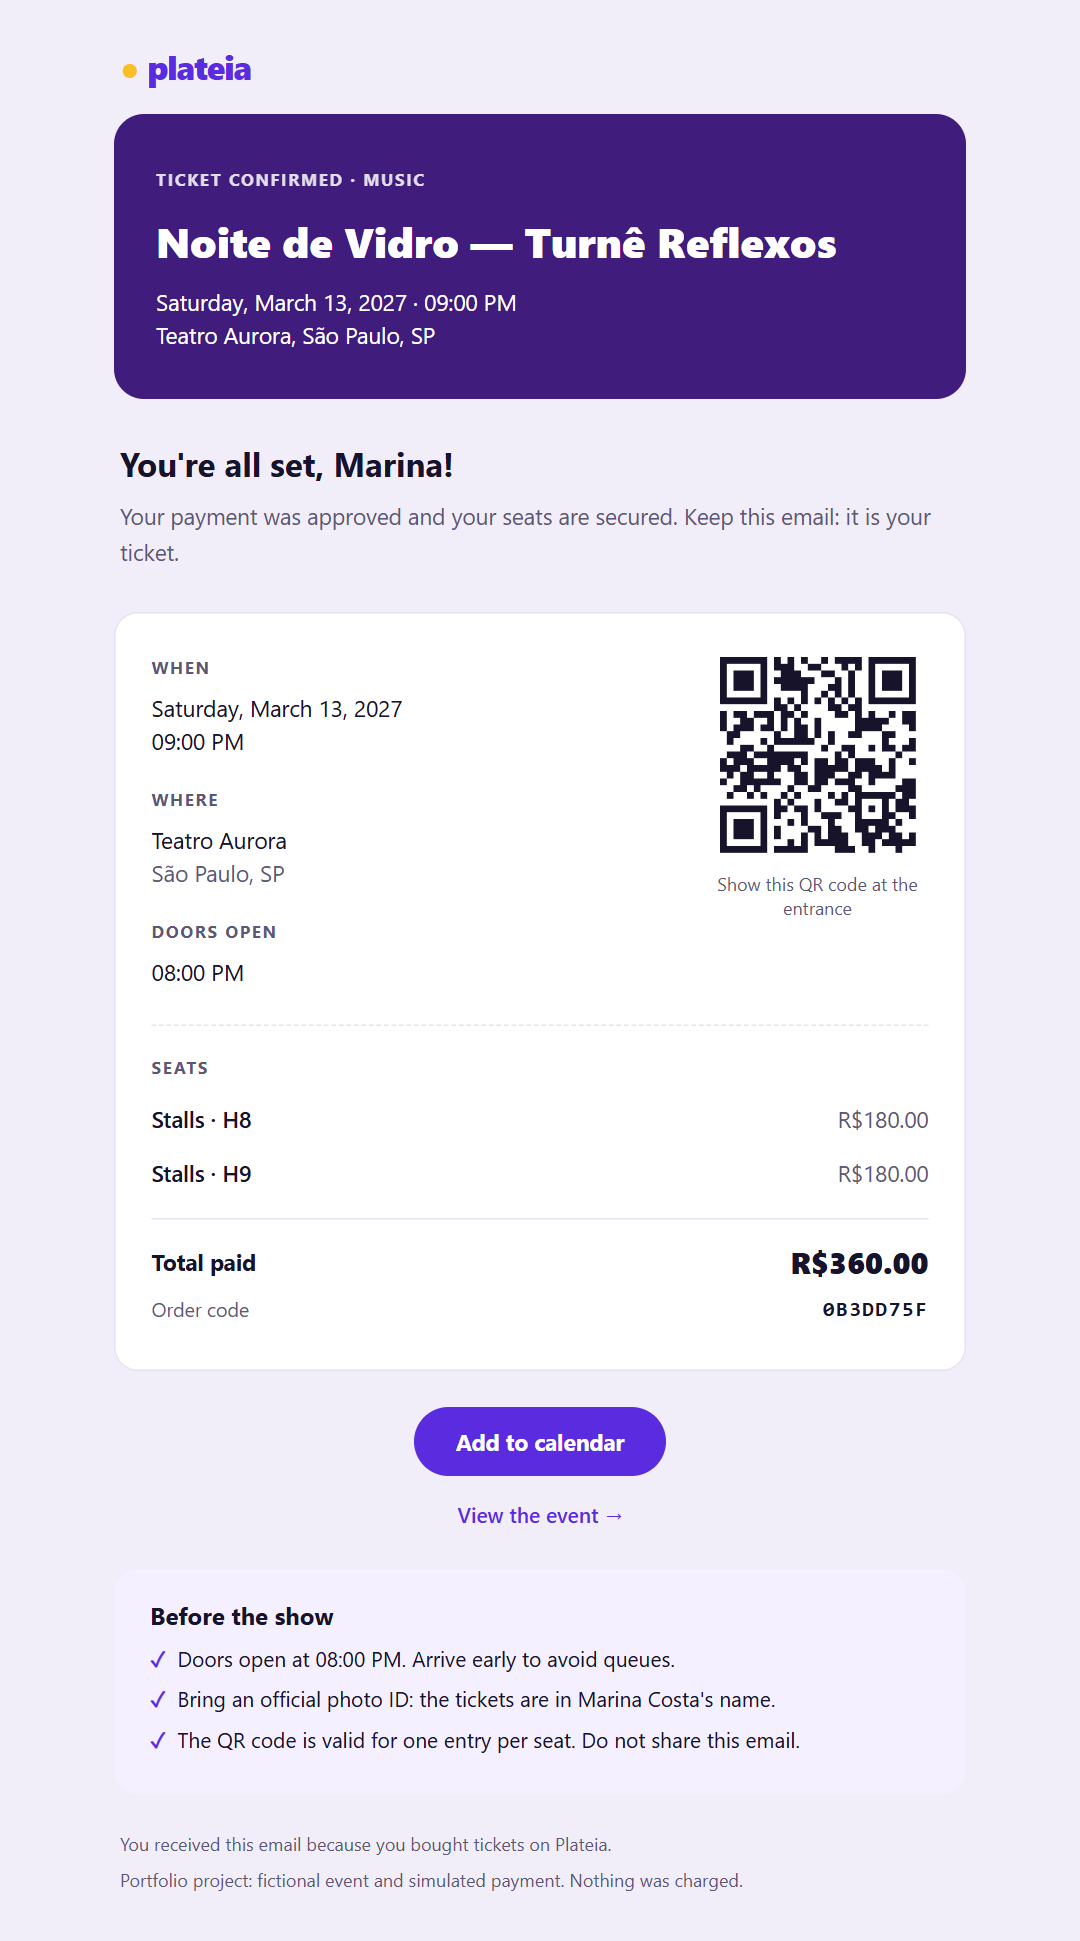 plateia
TICKET CONFIRMED · MUSIC
Noite de Vidro — Turnê Reflexos
Saturday, March 13, 2027 · 09:00 PM
Teatro Aurora, São Paulo, SP
You're all set, Marina!
Your payment was approved and your seats are secured. Keep this email: it is your
ticket.
WHEN
Saturday, March 13, 2027
09:00 PM
WHERE
Teatro Aurora
São Paulo, SP
DOORS OPEN
08:00 PM
Show this QR code at the
entrance
SEATS
Stalls · H8 R$180.00
Stalls · H9 R$180.00
Total paid R$360.00
Order code 0B3DD75F
Add to calendar
View the event →
Before the show
✓ Doors open at 08:00 PM. Arrive early to avoid queues.
✓ Bring an official photo ID: the tickets are in Marina Costa's name.
✓ The QR code is valid for one entry per seat. Do not share this email.
You received this email because you bought tickets on Plateia.
Portfolio project: fictional event and simulated payment. Nothing was charged.